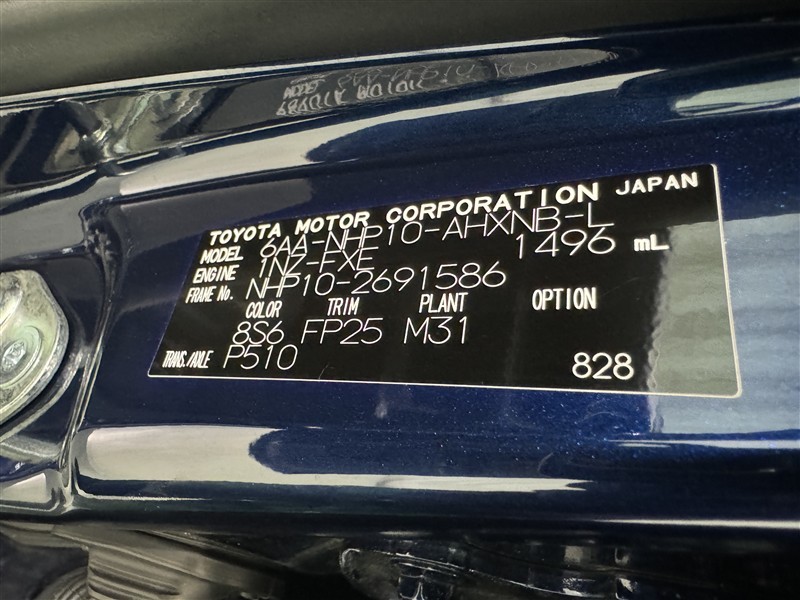 TOYOTA MOTOR CORPORATION JAPAN
MODEL 6AA-NHP10-AHXNB-L
ENGINE 1NZ-FXE 1496 mL
FRAME No. NHP10-2691586
COLOR TRIM PLANT OPTION
8S6 FP25 M31
TRANS./AXLE P510
828